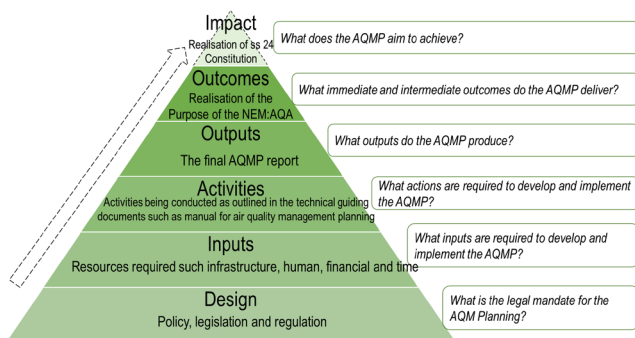 Impact
Realisation of ss 24
Constitution
What does the AQMP aim to achieve?
Outcomes
Realisation of the
Purpose of the NEM:AQA
What immediate and intermediate outcomes do the AQMP deliver?
Outputs
The final AQMP report
What outputs do the AQMP produce?
Activities
Activities being conducted as outlined in the technical guiding
documents such as manual for air quality management planning
What actions are required to develop and implement
the AQMP?
Inputs
Resources required such infrastructure, human, financial and time
What inputs are required to develop and
implement the AQMP?
Design
Policy, legislation and regulation
What is the legal mandate for the
AQM Planning?